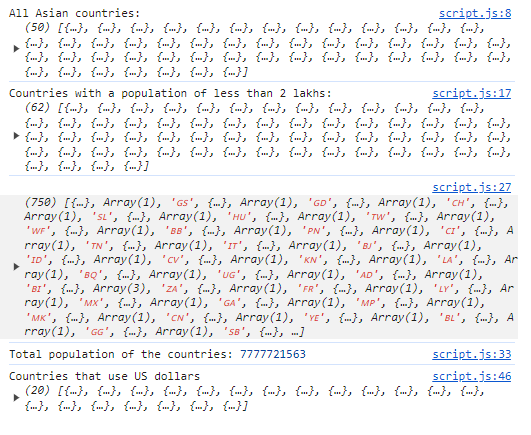 All Asian countries: script.js:8
(50) [{…}, {…}, {…}, {…}, {…}, {…}, {…}, {…}, {…}, {…}, {…}, {…}, {…},
{…}, {…}, {…}, {…}, {…}, {…}, {…}, {…}, {…}, {…}, {…}, {…}, {…}, {…}, {…},
{…}, {…}, {…}, {…}, {…}, {…}, {…}, {…}, {…}, {…}, {…}, {…}, {…}, {…}, {…},
{…}, {…}, {…}, {…}, {…}, {…}, {…}]
Countries with a population of less than 2 lakhs: script.js:17
(62) [{…}, {…}, {…}, {…}, {…}, {…}, {…}, {…}, {…}, {…}, {…}, {…}, {…},
{…}, {…}, {…}, {…}, {…}, {…}, {…}, {…}, {…}, {…}, {…}, {…}, {…}, {…}, {…},
{…}, {…}, {…}, {…}, {…}, {…}, {…}, {…}, {…}, {…}, {…}, {…}, {…}, {…}, {…},
{…}, {…}, {…}, {…}, {…}, {…}, {…}, {…}, {…}, {…}, {…}, {…}, {…}, {…}, {…},
{…}, {…}, {…}, {…}]
script.js:27
(750) [{…}, Array(1), 'GS', {…}, Array(1), 'GD', {…}, Array(1), 'CH', {…},
Array(1), 'SL', {…}, Array(1), 'HU', {…}, Array(1), 'TW', {…}, Array(1),
'WF', {…}, Array(1), 'BB', {…}, Array(1), 'PN', {…}, Array(1), 'CI', {…}, A
rray(1), 'TN', {…}, Array(1), 'IT', {…}, Array(1), 'BJ', {…}, Array(1),
'ID', {…}, Array(1), 'CV', {…}, Array(1), 'KN', {…}, Array(1), 'LA', {…}, Ar
ray(1), 'BQ', {…}, Array(1), 'UG', {…}, Array(1), 'AD', {…}, Array(1),
'BI', {…}, Array(3), 'ZA', {…}, Array(1), 'FR', {…}, Array(1), 'LY', {…}, Ar
ray(1), 'MX', {…}, Array(1), 'GA', {…}, Array(1), 'MP', {…}, Array(1),
'MK', {…}, Array(1), 'CN', {…}, Array(1), 'YE', {…}, Array(1), 'BL', {…}, A
rray(1), 'GG', {…}, Array(1), 'SB', {…}, …]
Total population of the countries: 7777721563 script.js:33
Countries that use US dollars script.js:46
(20) [{…}, {…}, {…}, {…}, {…}, {…}, {…}, {…}, {…}, {…}, {…}, {…}, {…},
{…}, {…}, {…}, {…}, {…}, {…}, {…}]